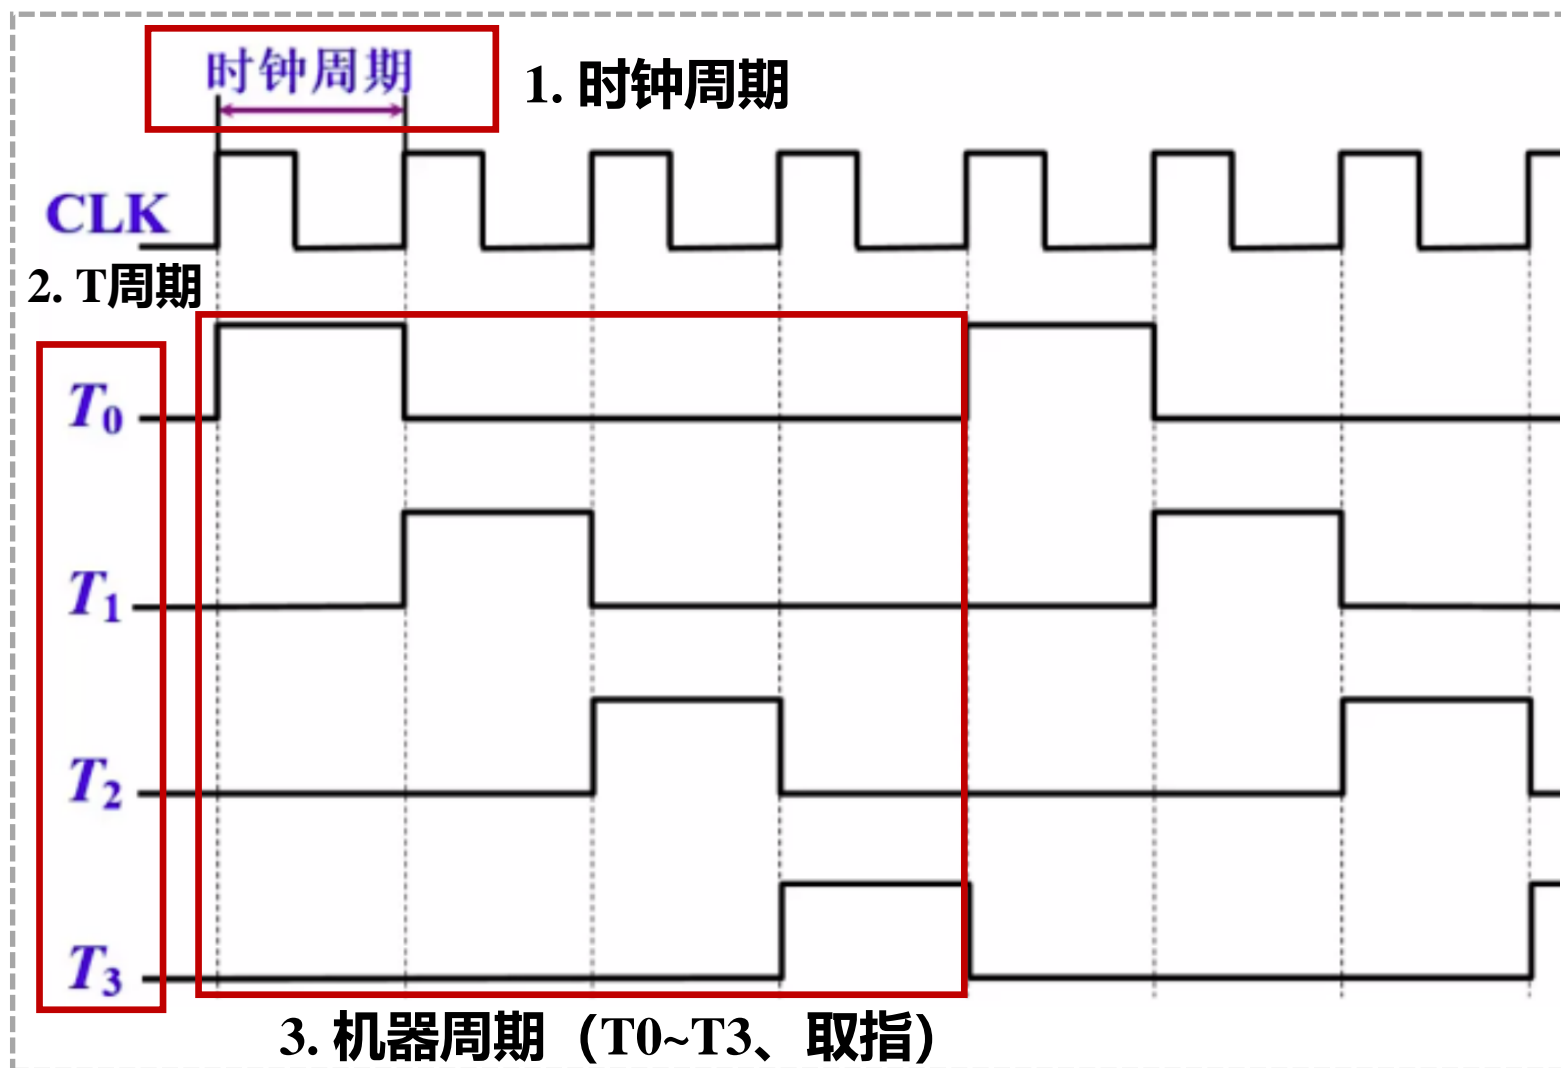 时钟周期
1. 时钟周期
CLK
2. T周期
T0
T1
T2
T3
3. 机器周期（T0~T3、取指）